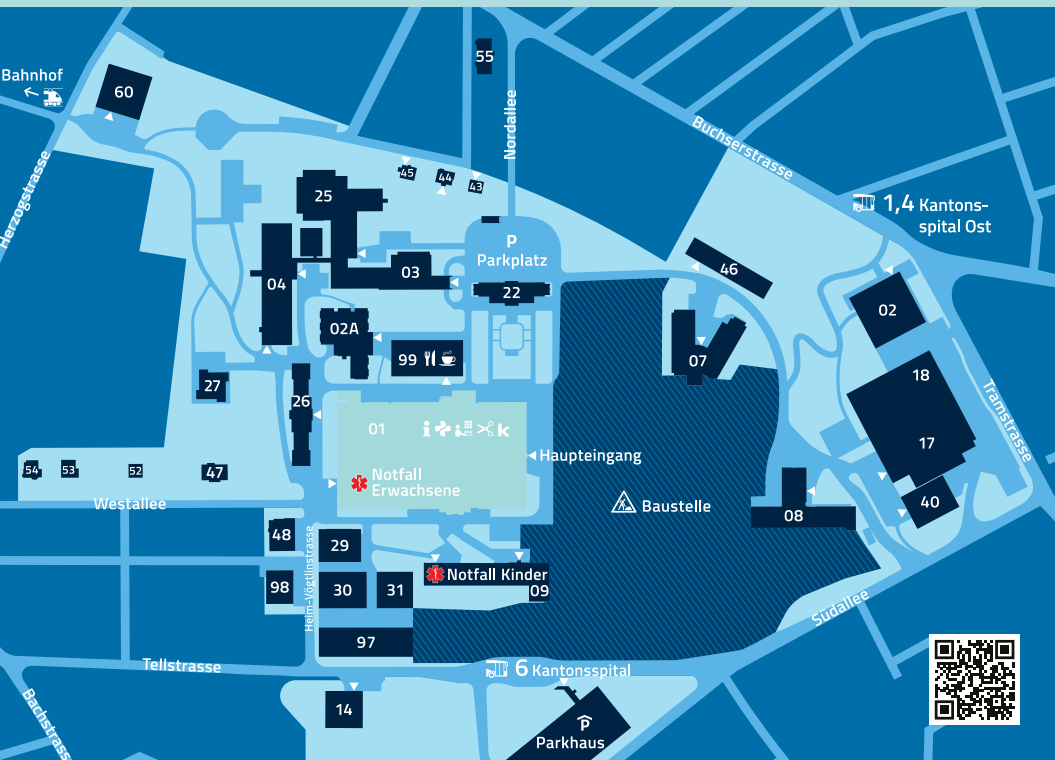 55
Bahnhof
60
Nordallee
Buchserstrasse
Herzogstrasse
45
44
43
25
1,4 Kantons-
spital Ost
P
Parkplatz
03
46
04
22
02
02A
99
07
27
26
18
Tramstrasse
01
i k
17
Haupteingang
54
53
52
47
Notfall
Erwachsene
Westallee
Baustelle
40
08
48
29
Heim-Vögtlinstrasse
Notfall Kinder
09
98
30
31
Südallee
97
Tellstrasse
6 Kantonsspital
Bachstrasse
14
P
Parkhaus